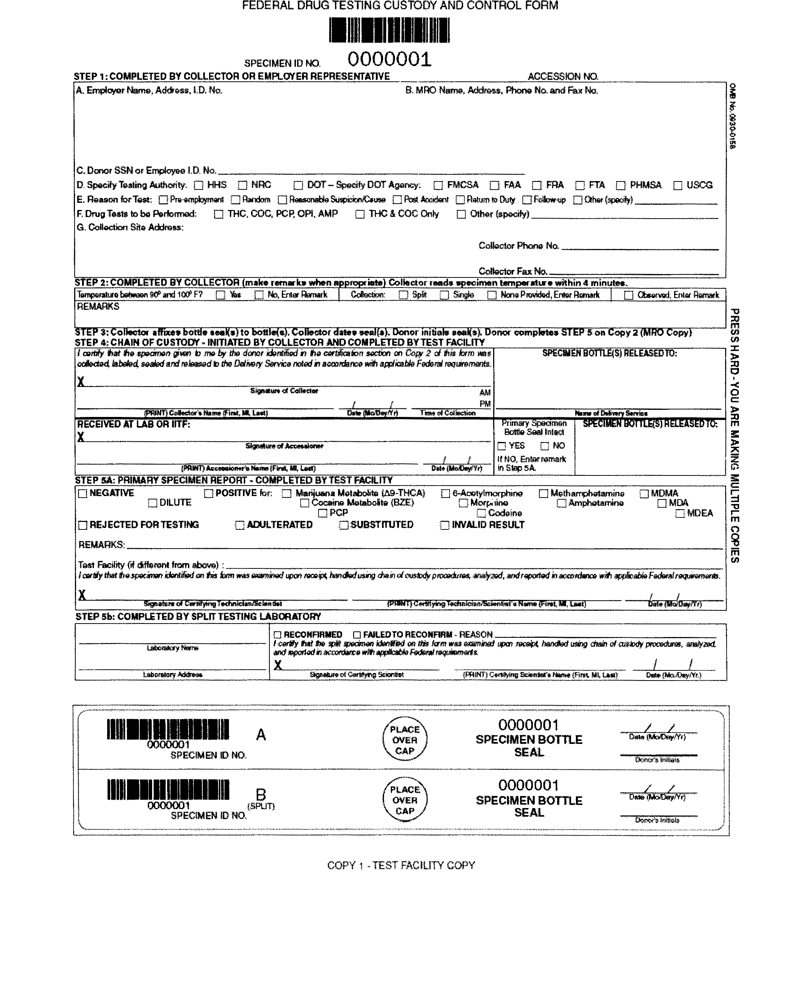 FEDERAL DRUG TESTING CUSTODY AND CONTROL FORM
SPECIMEN ID NO. 0000001
STEP 1: COMPLETED BY COLLECTOR OR EMPLOYER REPRESENTATIVE ACCESSION NO.
A. Employer Name, Address, I.D. No. B. MRO Name, Address, Phone No. and Fax No.
OMB No. 0930-0158
C. Donor SSN or Employee I.D. No.
D. Specify Testing Authority: HHS NRC DOT – Specify DOT Agency: FMCSA FAA FRA FTA PHMSA USCG
E. Reason for Test: Pre-employment Random Reasonable Suspicion/Cause Post Accident Return to Duty Follow-up Other (specify)
F. Drug Tests to be Performed: THC, COC, PCP, OPI, AMP THC & COC Only Other (specify)
G. Collection Site Address:
Collector Phone No.
Collector Fax No.
STEP 2: COMPLETED BY COLLECTOR (make remarks when appropriate) Collector reads specimen temperature within 4 minutes.
Temperature between 90º and 100º F? Yes No, Enter Remark Collection: Split Single None Provided, Enter Remark Observed, Enter Remark
REMARKS
STEP 3: Collector affixes bottle seal(s) to bottle(s). Collector dates seal(s). Donor initials seal(s). Donor completes STEP 5 on Copy 2 (MRO Copy)
STEP 4: CHAIN OF CUSTODY - INITIATED BY COLLECTOR AND COMPLETED BY TEST FACILITY
I certify that the specimen given to me by the donor identified in the certification section on Copy 2 of this form was
collected, labeled, sealed and released to the Delivery Service noted in accordance with applicable Federal requirements.
SPECIMEN BOTTLE(S) RELEASED TO:
X
Signature of Collector AM
PM
(PRINT) Collector's Name (First, MI, Last) Date (Mo/Day/Yr) Time of Collection Name of Delivery Service
RECEIVED AT LAB OR IITF:
X
Signature of Accessioner
(PRINT) Accessioner's Name (First, MI, Last) Date (Mo/Day/Yr)
Primary Specimen
Bottle Seal Intact
YES NO
If NO, Enter remark
in Step 5A.
SPECIMEN BOTTLE(S) RELEASED TO:
PRESS HARD - YOU ARE MAKING MULTIPLE COPIES
STEP 5A: PRIMARY SPECIMEN REPORT - COMPLETED BY TEST FACILITY
NEGATIVE POSITIVE for: Marijuana Metabolite (Δ9-THCA) 6-Acetylmorphine Methamphetamine MDMA
DILUTE Cocaine Metabolite (BZE) Morphine Amphetamine MDA
PCP Codeine MDEA
REJECTED FOR TESTING ADULTERATED SUBSTITUTED INVALID RESULT
REMARKS:
Test Facility (if different from above) :
I certify that the specimen identified on this form was examined upon receipt, handled using chain of custody procedures, analyzed, and reported in accordance with applicable Federal requirements.
X
Signature of Certifying Technician/Scientist (PRINT) Certifying Technician/Scientist's Name (First, MI, Last) Date (Mo/Day/Yr)
STEP 5b: COMPLETED BY SPLIT TESTING LABORATORY
Laboratory Name
Laboratory Address
RECONFIRMED FAILED TO RECONFIRM - REASON
I certify that the split specimen identified on this form was examined upon receipt, handled using chain of custody procedures, analyzed,
and reported in accordance with applicable Federal requirements.
X
Signature of Certifying Scientist (PRINT) Certifying Scientist's Name (First, MI, Last) Date (Mo./Day/Yr.)
0000001
SPECIMEN ID NO.
A
PLACE
OVER
CAP
0000001
SPECIMEN BOTTLE
SEAL
Date (Mo/Day/Yr)
Donor's Initials
0000001
SPECIMEN ID NO.
B
(SPLIT)
PLACE
OVER
CAP
0000001
SPECIMEN BOTTLE
SEAL
Date (Mo/Day/Yr)
Donor's Initials
COPY 1 - TEST FACILITY COPY